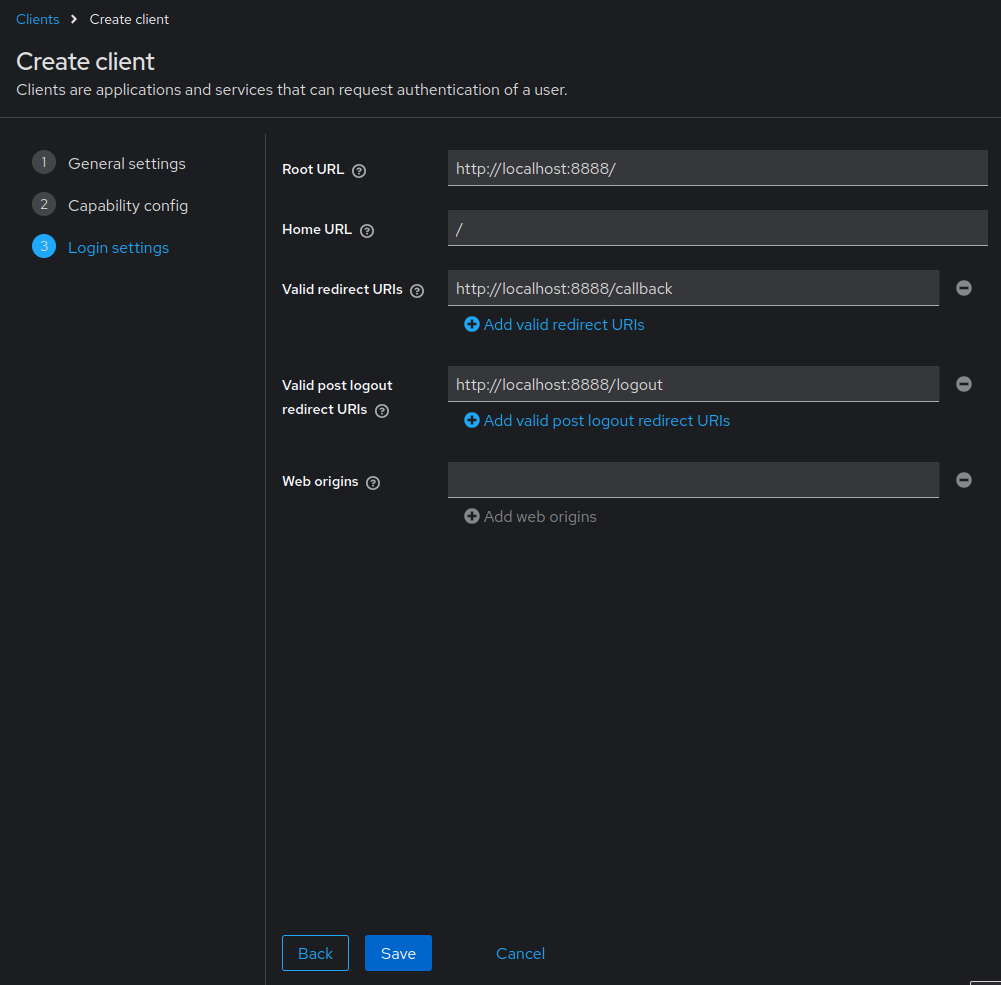 Clients > Create client
Create client
Clients are applications and services that can request authentication of a user.
1 General settings
2 Capability config
3 Login settings
Root URL ? http://localhost:8888/
Home URL ? /
Valid redirect URIs ? http://localhost:8888/callback
Add valid redirect URIs
Valid post logout
redirect URIs ? http://localhost:8888/logout
Add valid post logout redirect URIs
Web origins ?
Add web origins
Back Save Cancel